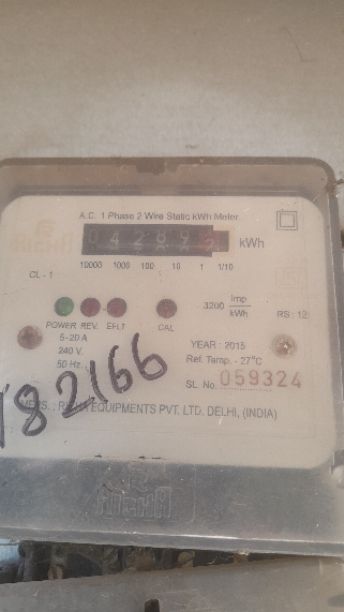 A.C. 1 Phase 2 Wire Static kWh Meter
04289 kWh
10000 1000 100 10 1 1/10
CL - 1
3200 Imp/kWh
RS : 12
POWER REV. EFLT CAL
5-20 A
240 V.
50 Hz.
YEAR : 2015
Ref. Temp. - 27°C
SL. No. 059324
182166
EQUIPMENTS PVT. LTD. DELHI, (INDIA)